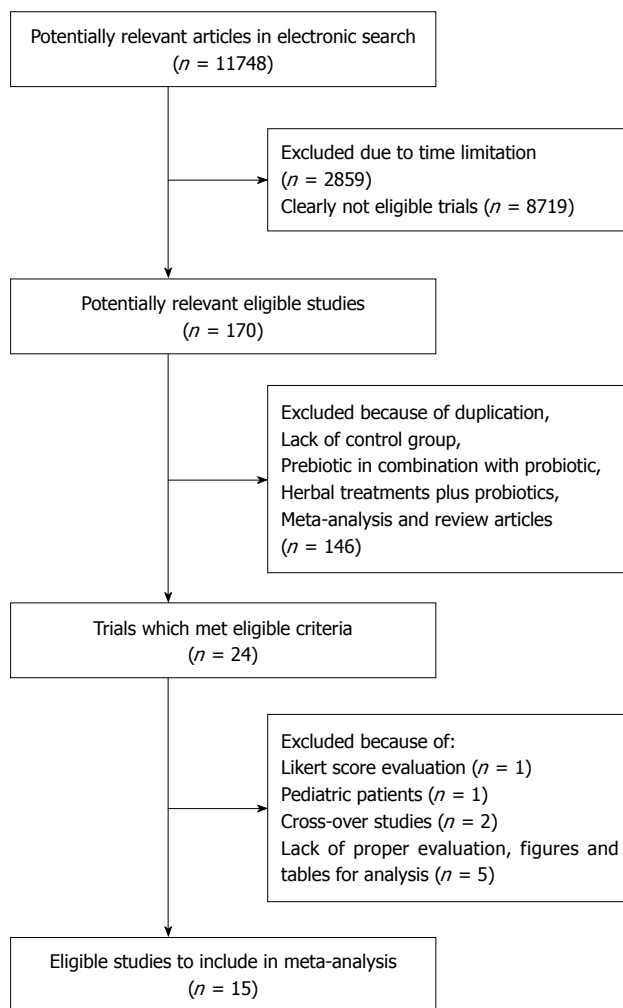 Potentially relevant articles in electronic search
(n = 11748)
Excluded due to time limitation
(n = 2859)
Clearly not eligible trials (n = 8719)
Potentially relevant eligible studies
(n = 170)
Excluded because of duplication,
Lack of control group,
Prebiotic in combination with probiotic,
Herbal treatments plus probiotics,
Meta-analysis and review articles
(n = 146)
Trials which met eligible criteria
(n = 24)
Excluded because of:
Likert score evaluation (n = 1)
Pediatric patients (n = 1)
Cross-over studies (n = 2)
Lack of proper evaluation, figures and
tables for analysis (n = 5)
Eligible studies to include in meta-analysis
(n = 15)